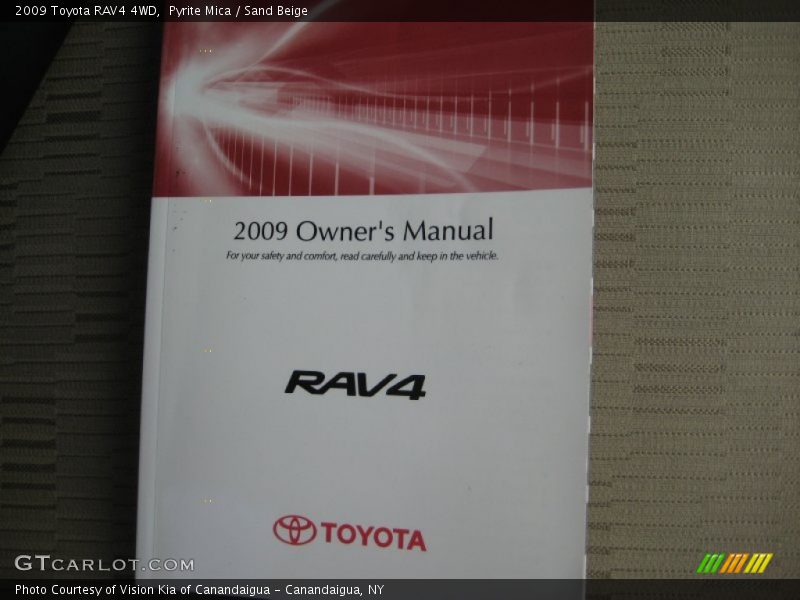 2009 Toyota RAV4 4WD,  Pyrite Mica / Sand Beige
2009 Owner's Manual
For your safety and comfort, read carefully and keep in the vehicle.
RAV4
TOYOTA
GTCARLOT.COM
Photo Courtesy of Vision Kia of Canandaigua - Canandaigua, NY